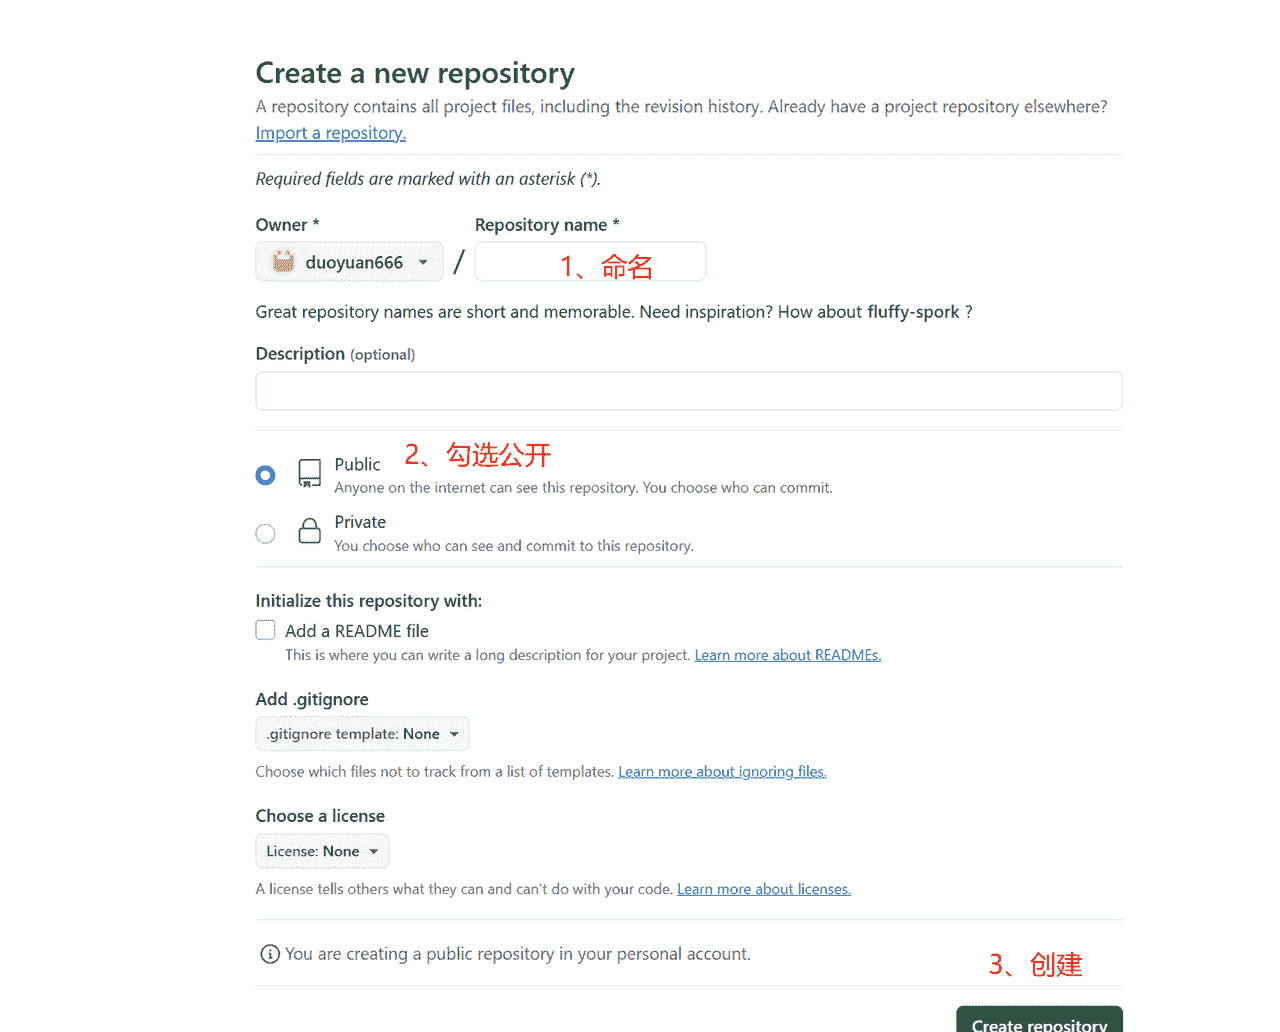 Create a new repository
A repository contains all project files, including the revision history. Already have a project repository elsewhere?
Import a repository.
Required fields are marked with an asterisk (*).
Owner * Repository name *
duoyuan666 / 1、命名
Great repository names are short and memorable. Need inspiration? How about fluffy-spork ?
Description (optional)
Public 2、勾选公开
Anyone on the internet can see this repository. You choose who can commit.
Private
You choose who can see and commit to this repository.
Initialize this repository with:
Add a README file
This is where you can write a long description for your project. Learn more about READMEs.
Add .gitignore
.gitignore template: None
Choose which files not to track from a list of templates. Learn more about ignoring files.
Choose a license
License: None
A license tells others what they can and can't do with your code. Learn more about licenses.
You are creating a public repository in your personal account.
3、创建
Create repository